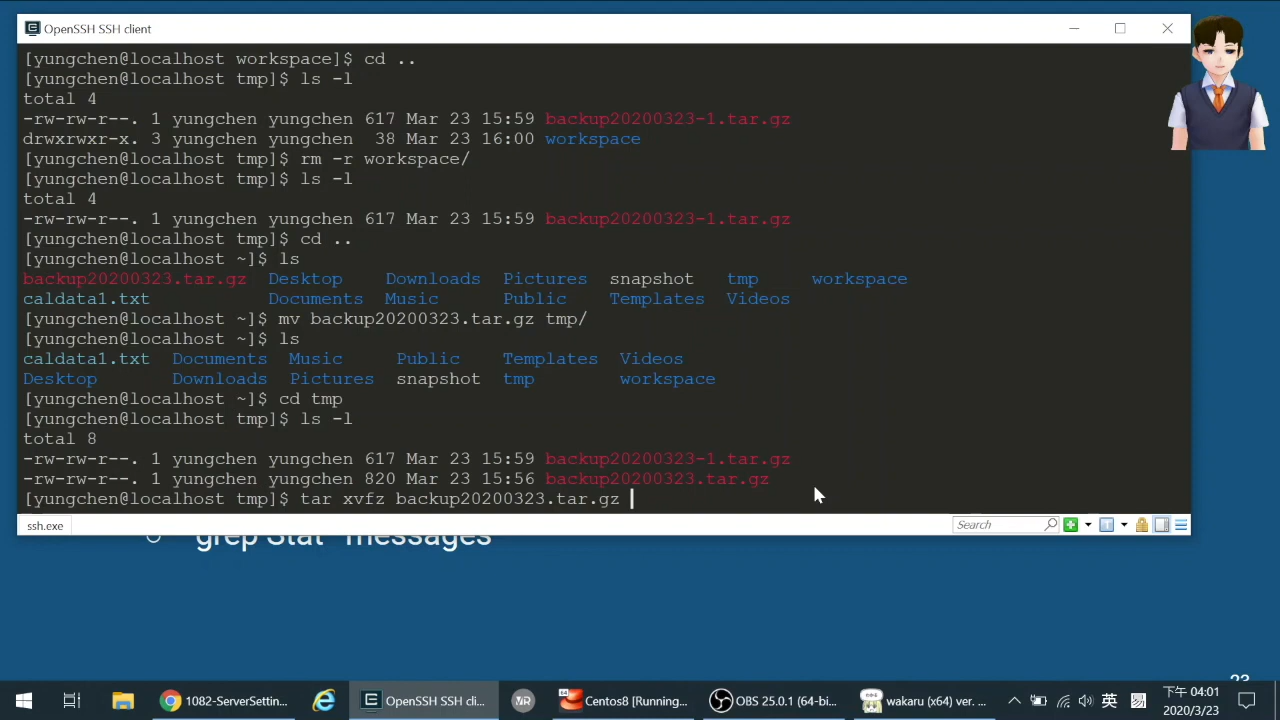 OpenSSH SSH client
[yungchen@localhost workspace]$ cd ..
[yungchen@localhost tmp]$ ls -l
total 4
-rw-rw-r--. 1 yungchen yungchen 617 Mar 23 15:59 backup20200323-1.tar.gz
drwxrwxr-x. 3 yungchen yungchen  38 Mar 23 16:00 workspace
[yungchen@localhost tmp]$ rm -r workspace/
[yungchen@localhost tmp]$ ls -l
total 4
-rw-rw-r--. 1 yungchen yungchen 617 Mar 23 15:59 backup20200323-1.tar.gz
[yungchen@localhost tmp]$ cd ..
[yungchen@localhost ~]$ ls
backup20200323.tar.gz  Desktop    Downloads  Pictures  snapshot   tmp     workspace
caldata1.txt           Documents  Music      Public    Templates  Videos
[yungchen@localhost ~]$ mv backup20200323.tar.gz tmp/
[yungchen@localhost ~]$ ls
caldata1.txt  Documents  Music     Public    Templates  Videos
Desktop       Downloads  Pictures  snapshot  tmp        workspace
[yungchen@localhost ~]$ cd tmp
[yungchen@localhost tmp]$ ls -l
total 8
-rw-rw-r--. 1 yungchen yungchen 617 Mar 23 15:59 backup20200323-1.tar.gz
-rw-rw-r--. 1 yungchen yungchen 820 Mar 23 15:56 backup20200323.tar.gz
[yungchen@localhost tmp]$ tar xvfz backup20200323.tar.gz
ssh.exe
Search
grep Stat* messages
23
1082-ServerSettin...
OpenSSH SSH cli...
Centos8 [Running...
OBS 25.0.1 (64-bi...
wakaru (x64) ver. ...
英
下午 04:01
2020/3/23